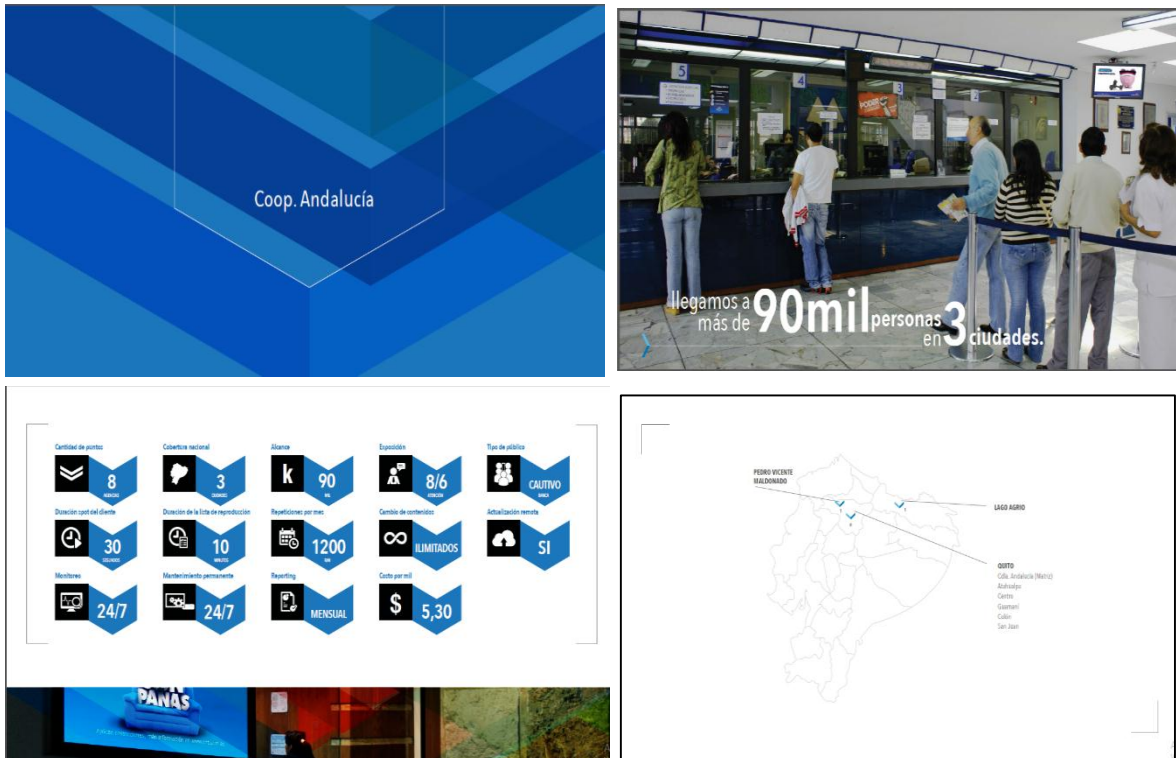 Coop. Andalucía
5
4
3
2
PODER
llegamos a
más de 90mil personas
en 3 ciudades.
Cantidad de puntos
Cobertura nacional
Alcance
Exposición
Tipo de público
8
AGENCIAS
3
CIUDADES
k
90
MIL
8/6
ATENCIÓN
CAUTIVO
BANCA
Duración spot del cliente
Duración de la lista de reproducción
Repeticiones por mes
Cambio de contenidos
Actualización remota
30
SEGUNDOS
10
MINUTOS
1200
ILIMITADOS
SI
Monitoreo
Mantenimiento permanente
Reporting
Costo por mil
24/7
24/7
MENSUAL
$
5,30
PANAS
PEDRO VICENTE
MALDONADO
LAGO AGRIO
QUITO
Cdla. Andalucía (Matriz)
Atahualpa
Centro
Guamaní
Cotón
San Juan